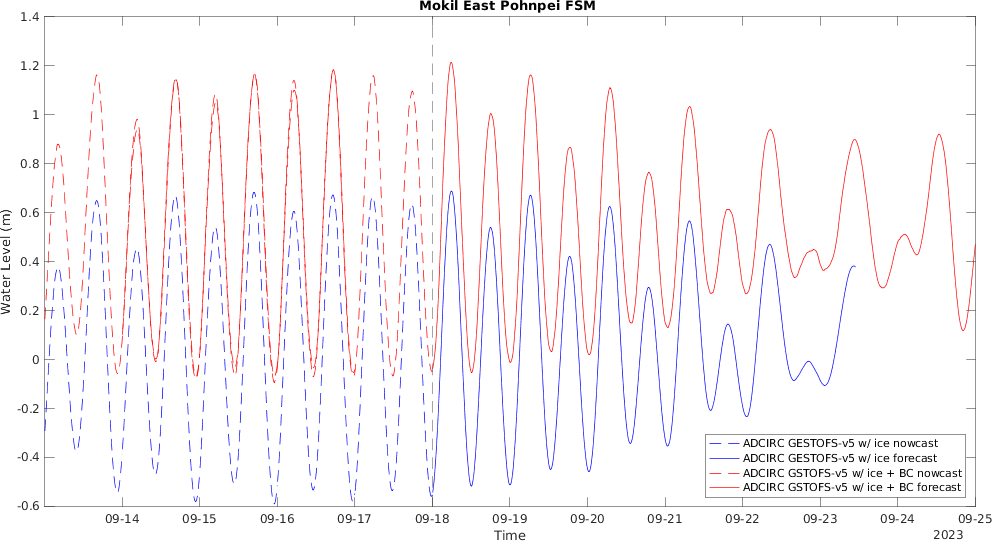 Mokil East Pohnpei FSM
1.4
1.2
1
0.8
0.6
0.4
0.2
0
-0.2
-0.4
-0.6
Water Level (m)
ADCIRC GESTOFS-v5 w/ ice nowcast
ADCIRC GESTOFS-v5 w/ ice forecast
ADCIRC GSTOFS-v5 w/ ice + BC nowcast
ADCIRC GSTOFS-v5 w/ ice + BC forecast
09-14 09-15 09-16 09-17 09-18 09-19 09-20 09-21 09-22 09-23 09-24 09-25
Time
2023